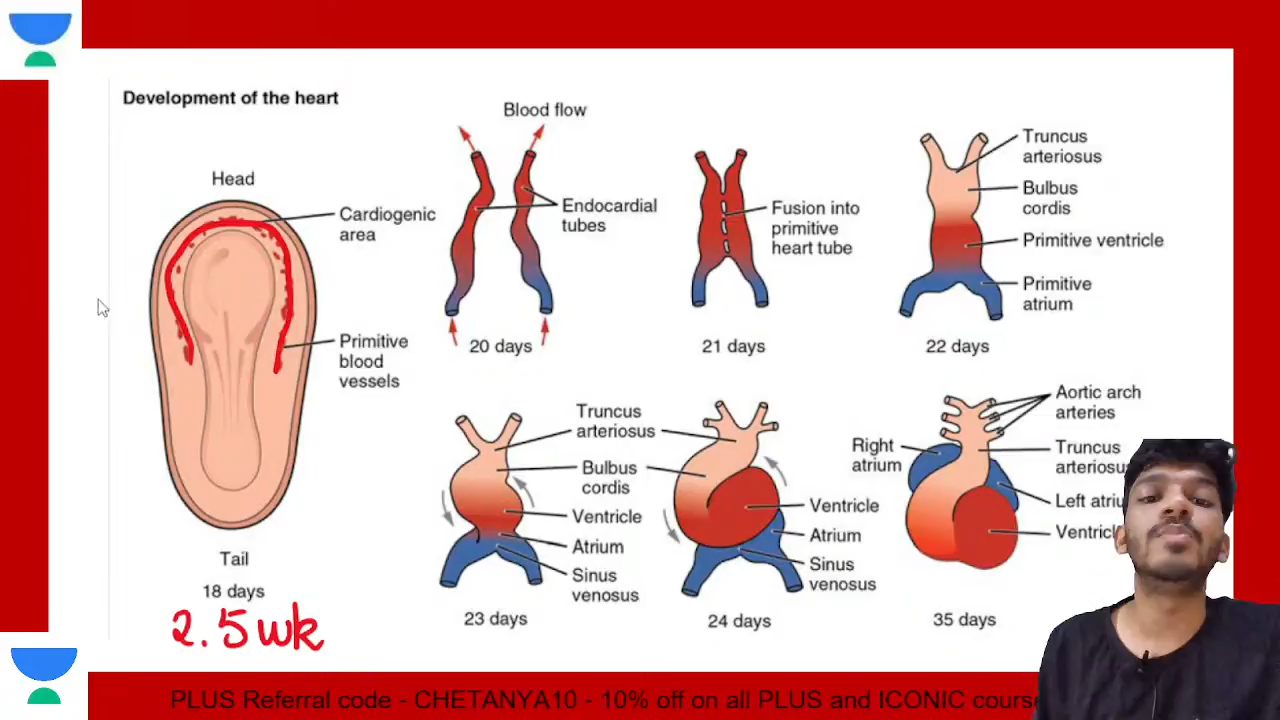 Development of the heart
Head
Cardiogenic
area
Primitive
blood
vessels
Tail
18 days
2.5 wk
Blood flow
Endocardial
tubes
20 days
Fusion into
primitive
heart tube
21 days
Truncus
arteriosus
Bulbus
cordis
Primitive ventricle
Primitive
atrium
22 days
Truncus
arteriosus
Bulbus
cordis
Ventricle
Atrium
Sinus
venosus
23 days
Ventricle
Atrium
Sinus
venosus
24 days
Right
atrium
Aortic arch
arteries
Truncus
arteriosus
Left atriu
Ventricl
35 days
PLUS Referral code - CHETANYA10 - 10% off on all PLUS and ICONIC course